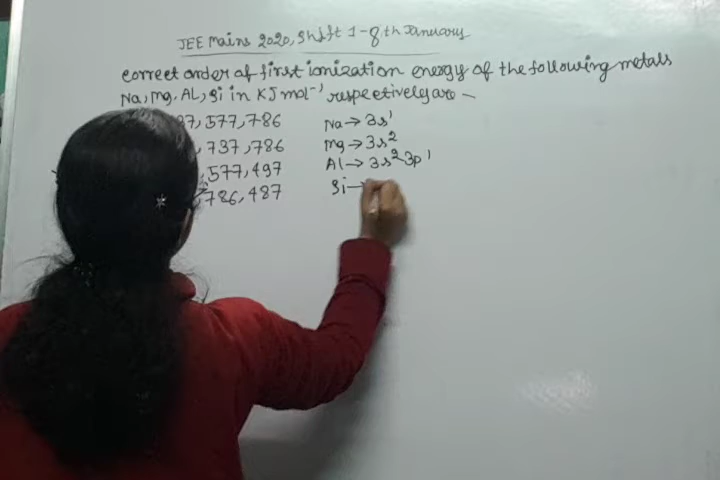 JEE Mains 2020, Shift 1-8th January
correct order of first ionization energy of the following metals
Na, Mg, AL, Si in KJ mol⁻¹ respectively are —
97, 577, 786
, 737, 786
, 577, 497
, 786, 487
Na → 3s¹
Mg → 3s²
Al → 3s² 3p¹
Si →